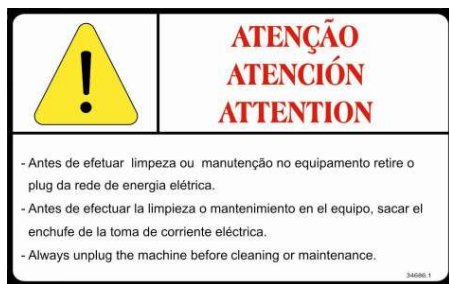 ATENÇÃO
ATENCIÓN
ATTENTION
- Antes de efetuar limpeza ou manutenção no equipamento retire o
plug da rede de energia elétrica.
- Antes de efectuar la limpieza o mantenimiento en el equipo, sacar el
enchufe de la toma de corriente eléctrica.
- Always unplug the machine before cleaning or maintenance.
34686.1